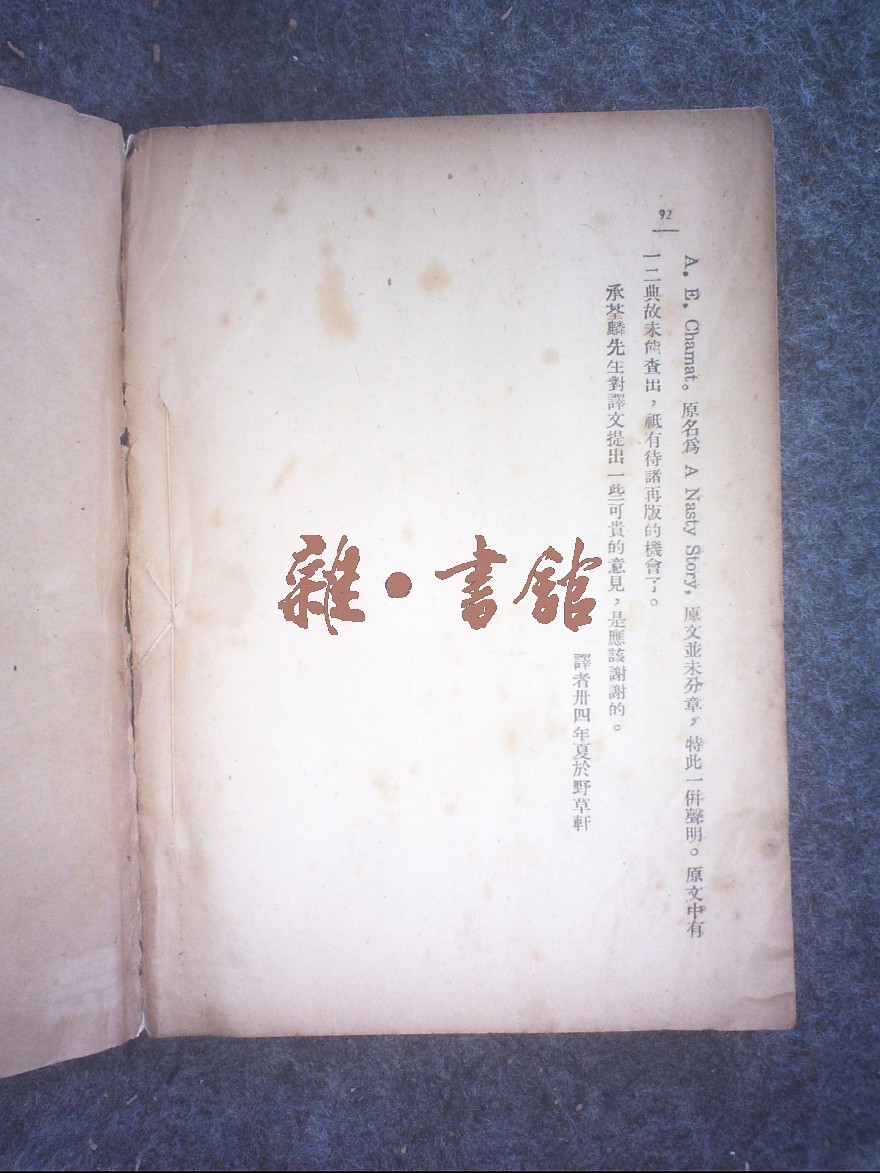 92
A. E. Chamat。原名爲 A Nasty Story, 原文並未分章，特此一併聲明。原文中有
一二典故未能查出，祇有待諸再版的機會了。
承荃麟先生對譯文提出一些可貴的意見，是應該謝謝的。
譯者卅四年夏於野草軒
雜·書館